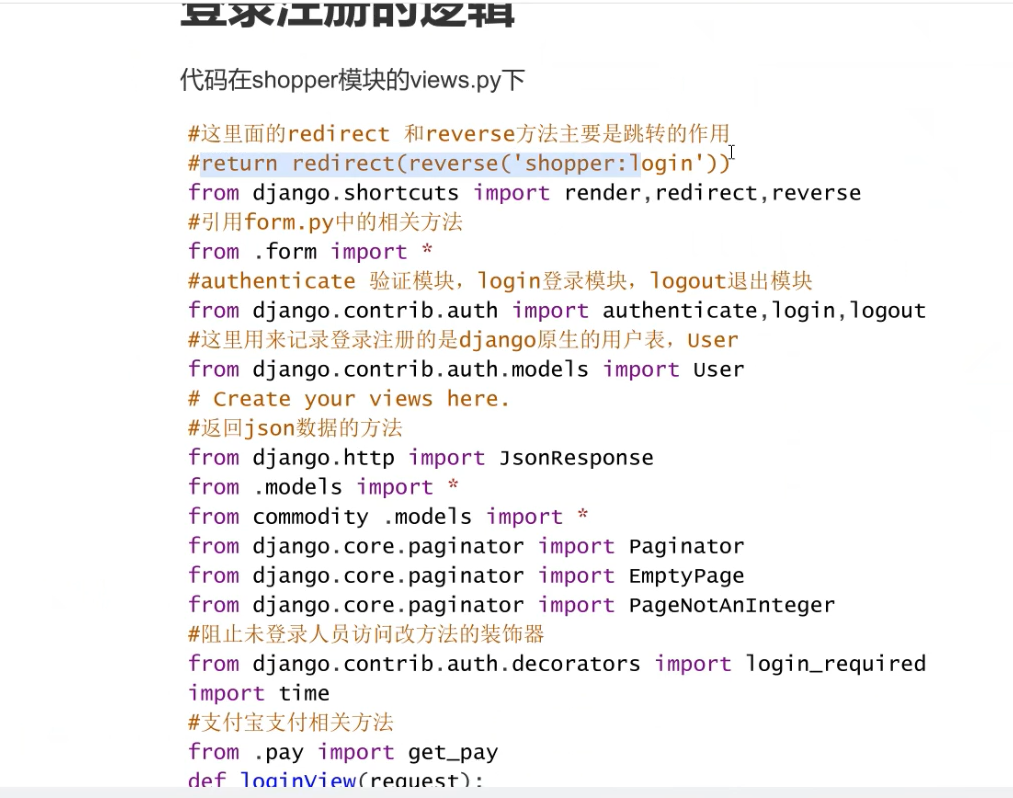 登录注册的逻辑
代码在shopper模块的views.py下
#这里面的redirect 和reverse方法主要是跳转的作用
#return redirect(reverse('shopper:login'))
from django.shortcuts import render,redirect,reverse
#引用form.py中的相关方法
from .form import *
#authenticate 验证模块，login登录模块，logout退出模块
from django.contrib.auth import authenticate,login,logout
#这里用来记录登录注册的是django原生的用户表，User
from django.contrib.auth.models import User
# Create your views here.
#返回json数据的方法
from django.http import JsonResponse
from .models import *
from commodity .models import *
from django.core.paginator import Paginator
from django.core.paginator import EmptyPage
from django.core.paginator import PageNotAnInteger
#阻止未登录人员访问改方法的装饰器
from django.contrib.auth.decorators import login_required
import time
#支付宝支付相关方法
from .pay import get_pay
def loginView(request):